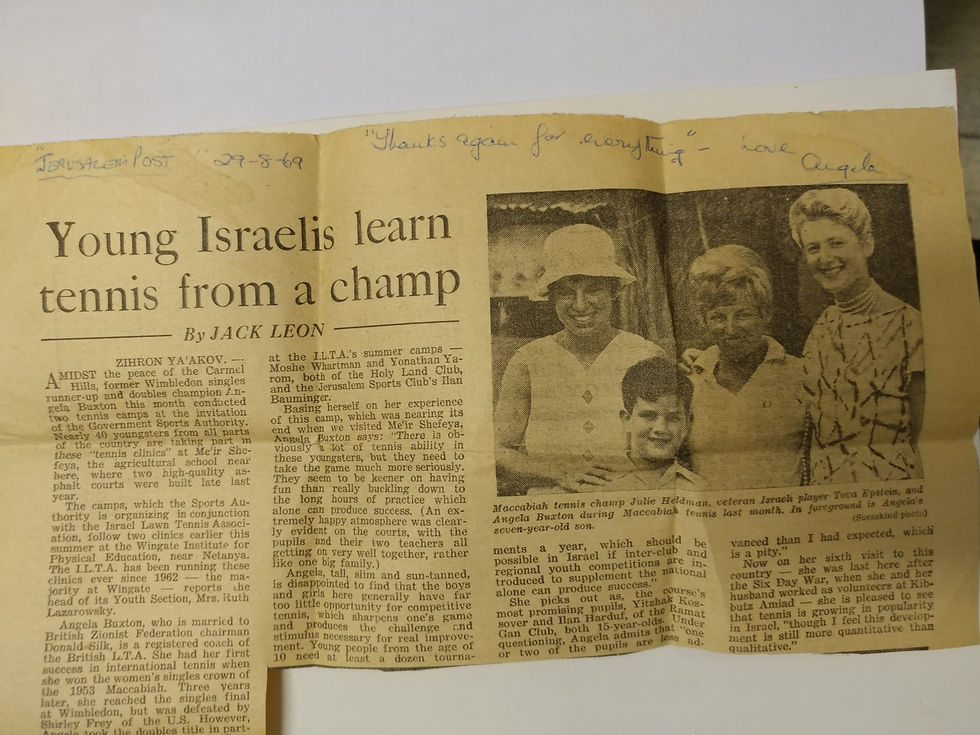 "JERUSALEM POST" 29-8-69
"Thanks again for everything" - Love
Angela
Young Israelis learn
tennis from a champ
By JACK LEON
ZIHRON YA'AKOV. —
AMIDST the peace of the Carmel
Hills, former Wimbledon singles
runner-up and doubles champion An-
gela Buxton this month conducted
two tennis camps at the invitation
of the Government Sports Authority.
Nearly 40 youngsters from all parts
of the country are taking part in
these "tennis clinics" at Me'ir She-
feya, the agricultural school near
here, where two high-quality as-
phalt courts were built late last
year.
The camps, which the Sports Au-
thority is organizing in conjunction
with the Israel Lawn Tennis Associ-
ation, follow two clinics earlier this
summer at the Wingate Institute for
Physical Education, near Netanya.
The I.L.T.A. has been running these
clinics ever since 1962 — the ma-
jority at Wingate — reports the
head of its Youth Section, Mrs. Ruth
Lazarowsky.
Angela Buxton, who is married to
British Zionist Federation chairman
Donald Silk, is a registered coach of
the British L.T.A. She had her first
success in international tennis when
she won the women's singles crown of
the 1953 Maccabiah. Three years
later, she reached the singles final
at Wimbledon, but was defeated by
Shirley Frey of the U.S. However,
Angela took the doubles title in part-
at the I.L.T.A.'s summer camps —
Moshe Whartman and Yonathan Ya-
rom, both of the Holy Land Club,
and the Jerusalem Sports Club's Ilan
Bauminger.
Basing herself on her experience
of this camp, which was nearing its
end when we visited Me'ir Shefeya,
Angela Buxton says: "There is ob-
viously a lot of tennis ability in
these youngsters, but they need to
take the game much more seriously.
They seem to be keener on having
fun than really buckling down to
the long hours of practice which
alone can produce success. (An ex-
tremely happy atmosphere was clear-
ly evident on the courts, with the
pupils and their two teachers all
getting on very well together, rather
like one big family.)
Angela, tall, slim and sun-tanned,
is disappointed to find that the boys
and girls here generally have far
too little opportunity for competitive
tennis, which sharpens one's game
and produces the challenge and
stimulus necessary for real improve-
ment. Young people from the age of
10 need at least a dozen tourna-
Maccabiah tennis champ Julie Heldman, veteran Israeli player Tova Epstein, and
Angela Buxton during Maccabiah tennis last month. In foreground is Angela's
seven-year-old son.
(Suesskind photo)
ments a year, which should be
possible in Israel if inter-club and
regional youth competitions are in-
troduced to supplement the national
alone can produce success."
She picks out as, the course's
most promising pupils, Yitzhak Kos-
sover and Ilan Harduf, of the Ramat
Gan Club, both 15-year-olds. Under
questioning, Angela admits that "one
or two of the pupils are less ad-
vanced than I had expected, which
is a pity."
Now on her sixth visit to this
country — she was last here after
the Six Day War, when she and her
husband worked as volunteers at Kib-
butz Amiad — she is pleased to see
that tennis is growing in popularity
in Israel, "though I feel this develop-
ment is still more quantitative than
qualitative."